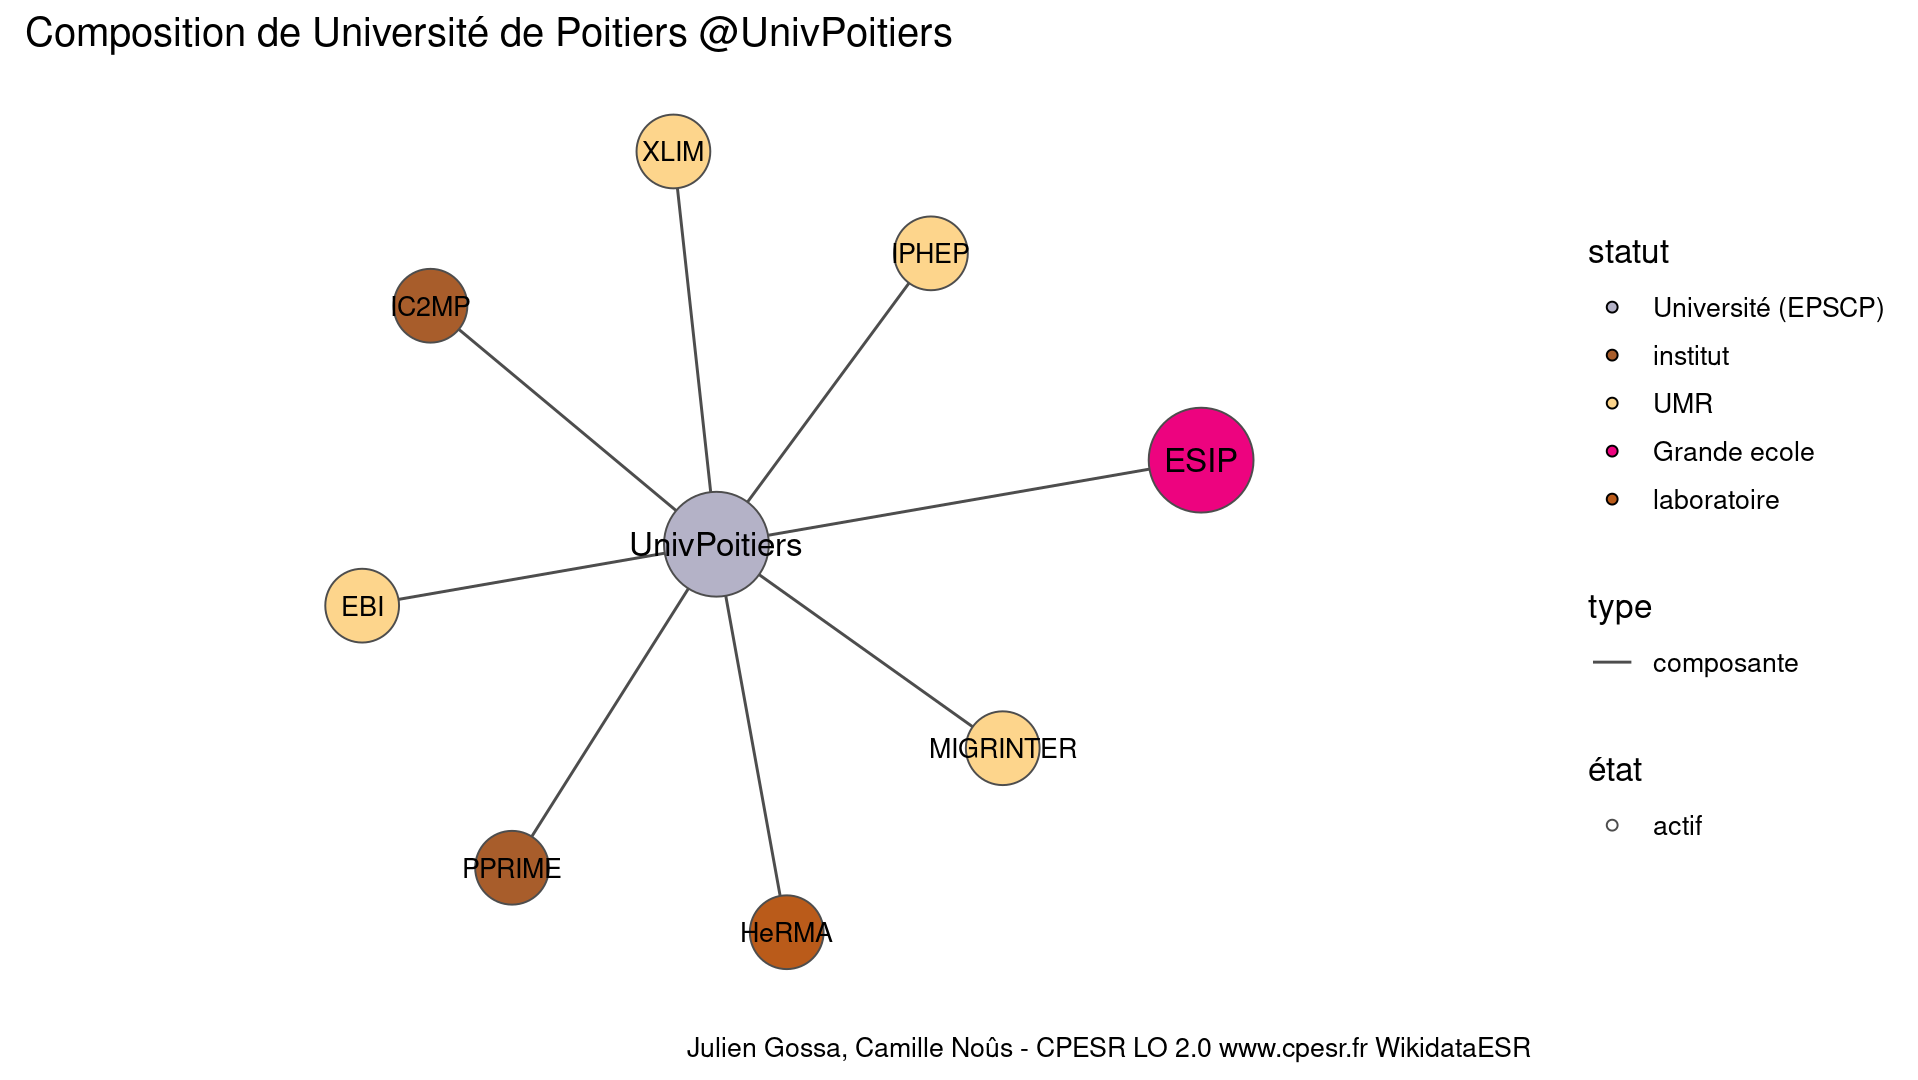 Composition de Université de Poitiers @UnivPoitiers
XLIM
IPHEP
IC2MP
ESIP
UnivPoitiers
EBI
MIGRINTER
PPRIME
HeRMA
statut
Université (EPSCP)
institut
UMR
Grande ecole
laboratoire
type
composante
état
actif
Julien Gossa, Camille Noûs - CPESR LO 2.0 www.cpesr.fr WikidataESR